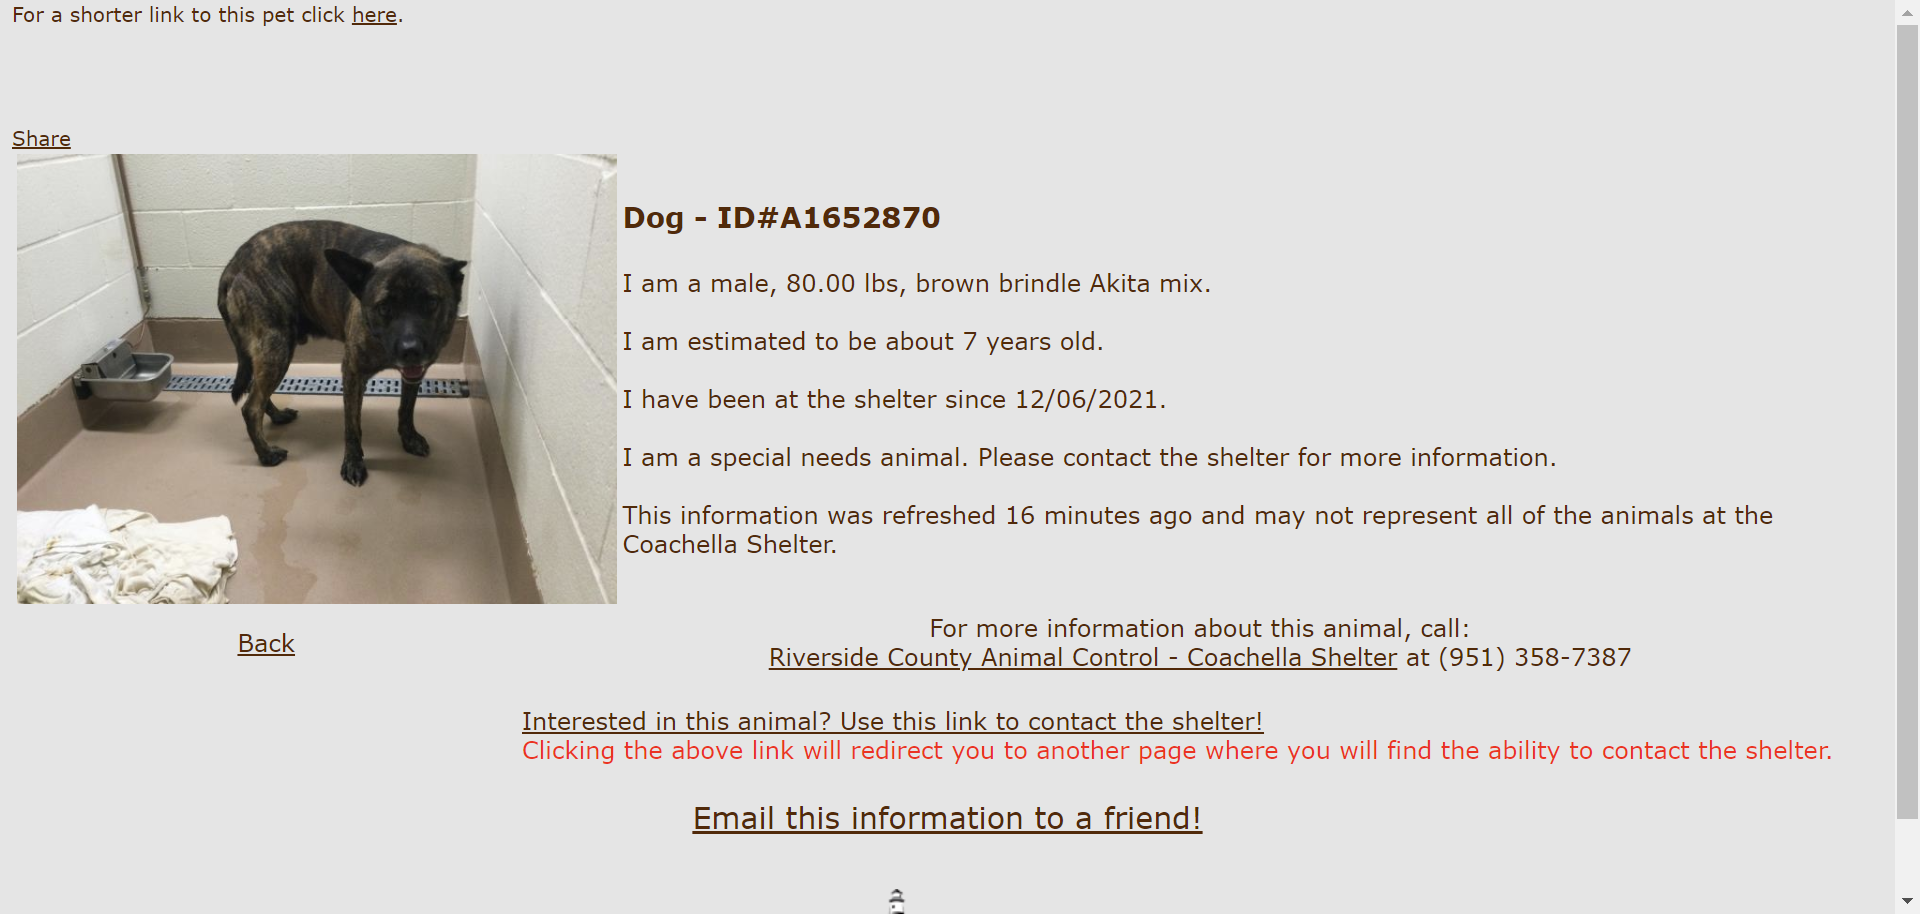 For a shorter link to this pet click here.
Share
Dog - ID#A1652870
I am a male, 80.00 lbs, brown brindle Akita mix.
I am estimated to be about 7 years old.
I have been at the shelter since 12/06/2021.
I am a special needs animal. Please contact the shelter for more information.
This information was refreshed 16 minutes ago and may not represent all of the animals at the
Coachella Shelter.
Back
For more information about this animal, call:
Riverside County Animal Control - Coachella Shelter at (951) 358-7387
Interested in this animal? Use this link to contact the shelter!
Clicking the above link will redirect you to another page where you will find the ability to contact the shelter.
Email this information to a friend!